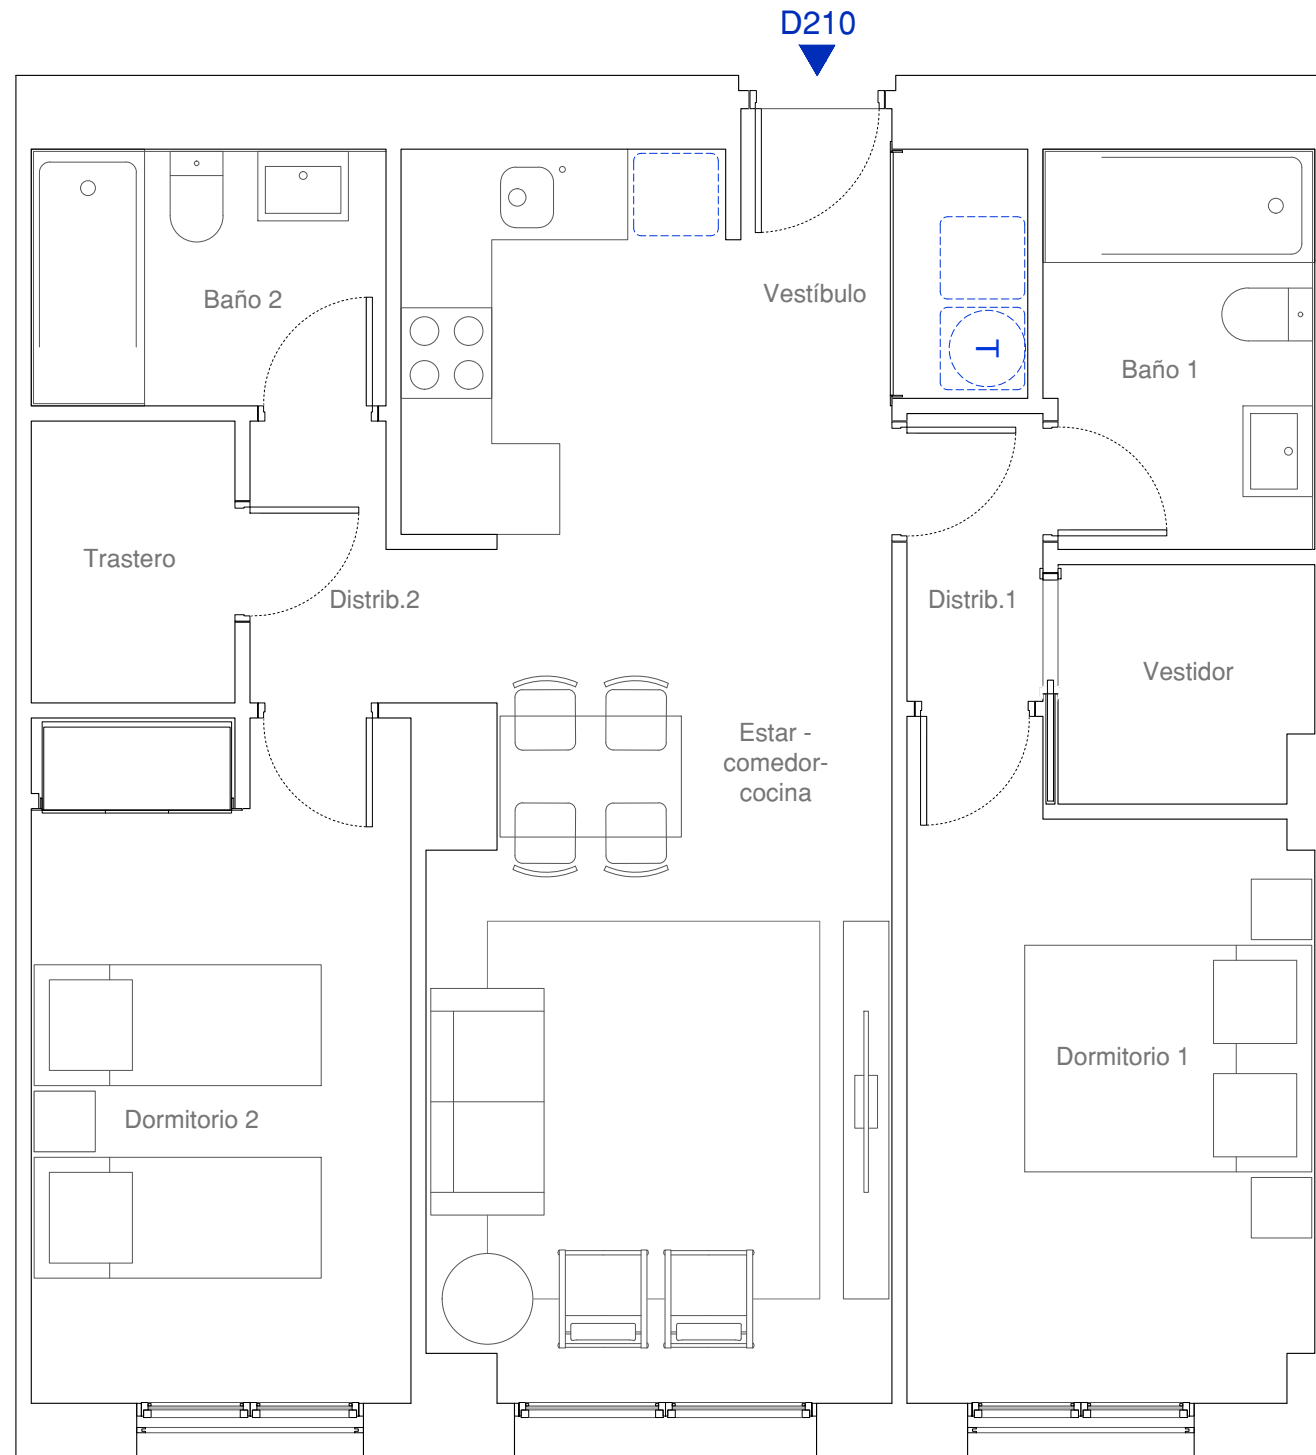 D210
Baño 2
Vestíbulo
T
Baño 1
Trastero
Distrib.2
Distrib.1
Vestidor
Estar -
comedor-
cocina
Dormitorio 1
Dormitorio 2